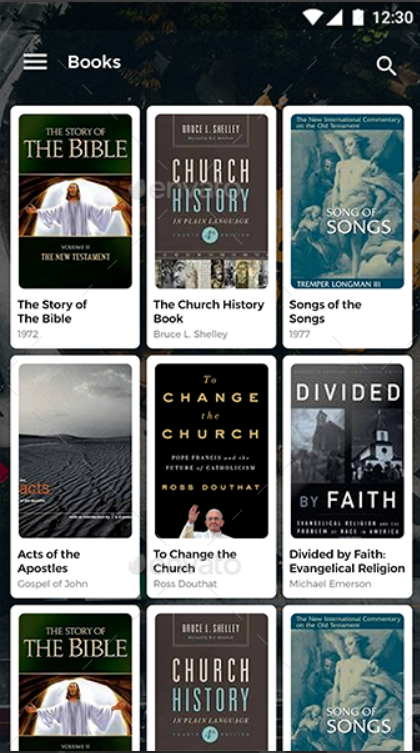 12:30
Books
THE STORY OF
THE BIBLE
VOLUME II
THE NEW TESTAMENT
The Story of
The Bible
1972
BRUCE L. SHELLEY
CHURCH
HISTORY
IN PLAIN LANGUAGE
FOURTH 4th EDITION
The Church History
Book
Bruce L. Shelley
The New International Commentary
on the Old Testament
SONG OF
SONGS
TREMPER LONGMAN III
Songs of the
Songs
1977
acts
Acts of the
Apostles
Gospel of John
To
CHANGE
the
CHURCH
POPE FRANCIS and the
FUTURE of CATHOLICISM
ROSS DOUTHAT
To Change the
Church
Ross Douthat
DIVIDED
BY FAITH
EVANGELICAL RELIGION AND THE
PROBLEM OF RACE IN AMERICA
Divided by Faith:
Evangelical Religion
Michael Emerson
THE STORY OF
THE BIBLE
VOLUME II
BRUCE L. SHELLEY
CHURCH
HISTORY
IN PLAIN LANGUAGE
The New International Commentary
on the Old Testament
SONG OF
SONGS
envato
envato